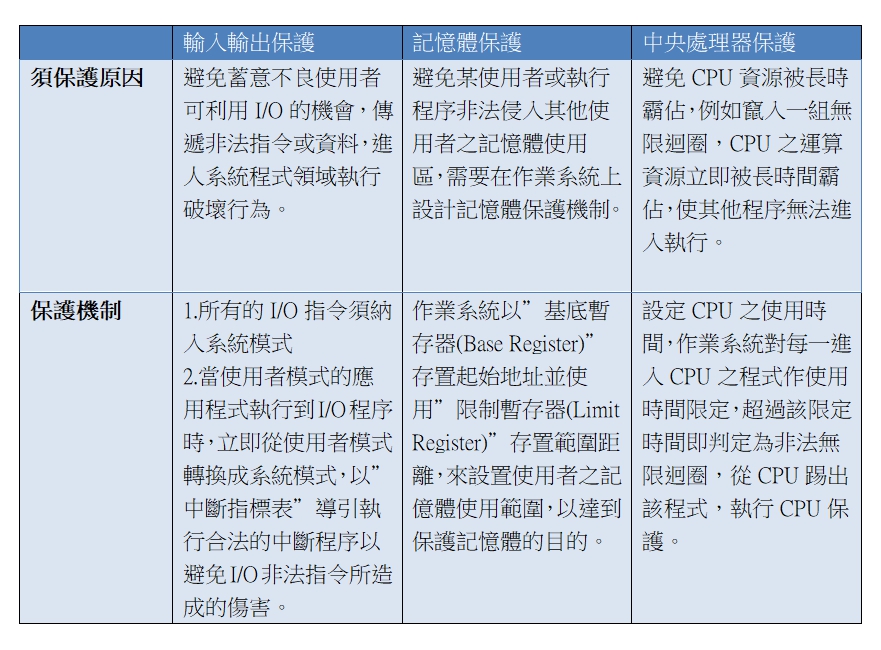 輸入輸出保護
記憶體保護
中央處理器保護
須保護原因
避免蓄意不良使用者
可利用 I/O 的機會，傳
遞非法指令或資料，進
人系統程式領域執行
破壞行為。
避免某使用者或執行
程序非法侵入其他使
用者之記憶體使用
區，需要在作業系統上
設計記憶體保護機制。
避免 CPU 資源被長時
霸佔，例如竄入一組無
限迴圈，CPU 之運算
資源立即被長時間霸
佔，使其他程序無法進
入執行。
保護機制
1.所有的 I/O 指令須納
入系統模式
2.當使用者模式的應
用程式執行到 I/O 程序
時，立即從使用者模式
轉換成系統模式，以”
中斷指標表”導引執
行合法的中斷程序以
避免 I/O 非法指令所造
成的傷害。
作業系統以”基底暫
存器(Base Register)”
存置起始地址並使
用”限制暫存器(Limit
Register)”存置範圍距
離，來設置使用者之記
憶體使用範圍，以達到
保護記憶體的目的。
設定 CPU 之使用時
間，作業系統對每一進
入 CPU 之程式作使用
時間限定，超過該限定
時間即判定為非法無
限迴圈，從 CPU 踢出
該程式，執行 CPU 保
護。